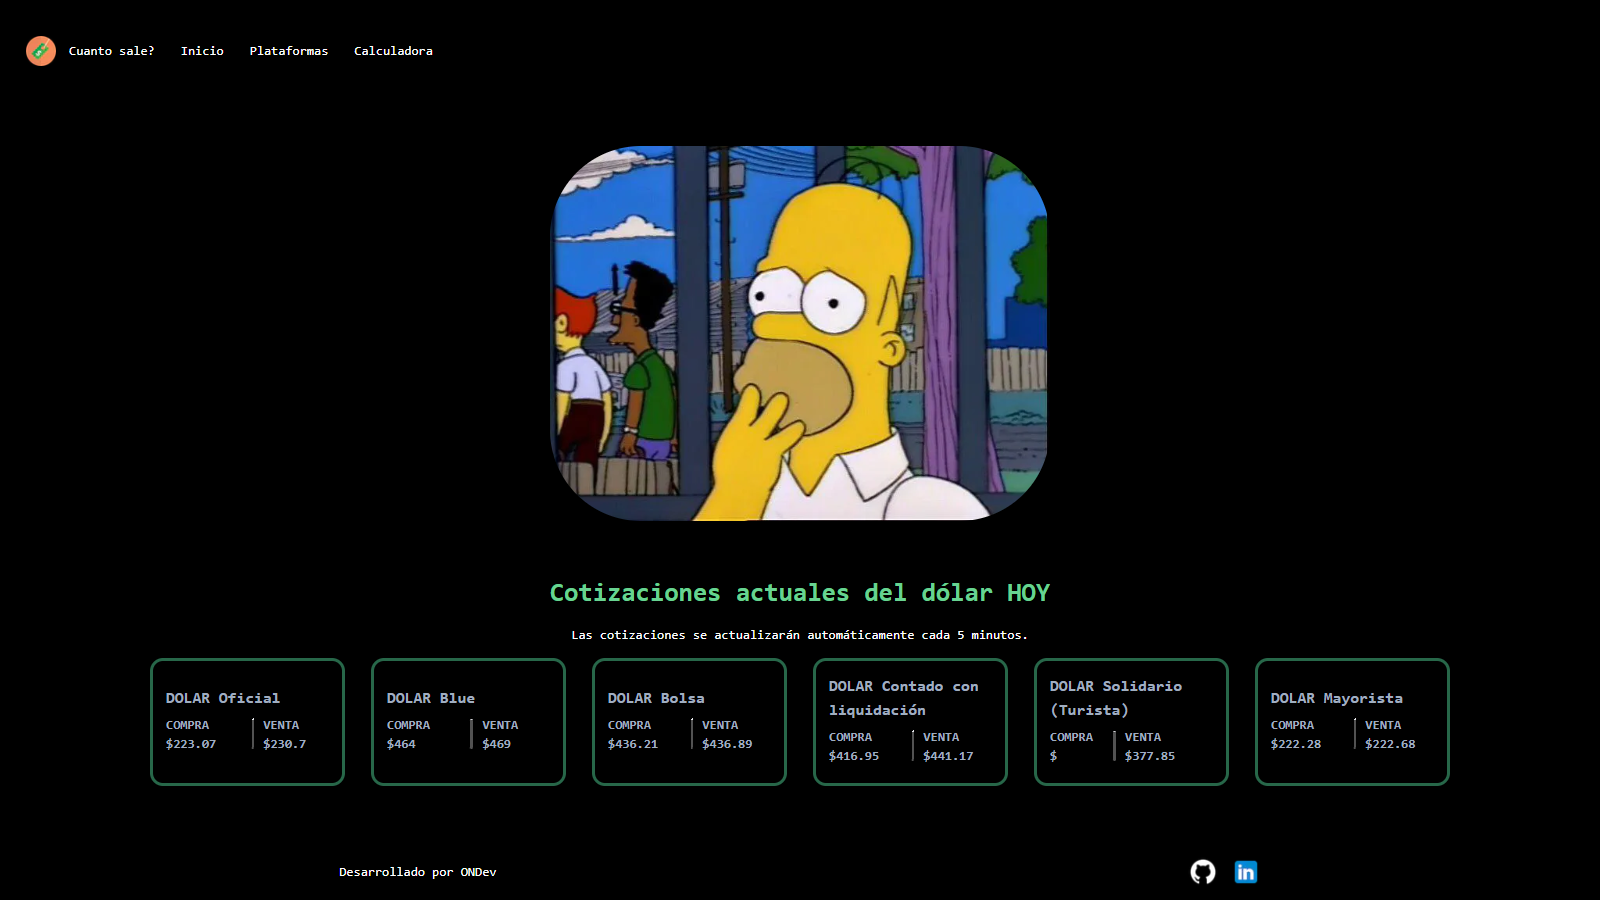 Cuanto sale? Inicio Plataformas Calculadora
Cotizaciones actuales del dólar HOY
Las cotizaciones se actualizarán automáticamente cada 5 minutos.
DOLAR Oficial
COMPRA VENTA
$223.07 $230.7
DOLAR Blue
COMPRA VENTA
$464 $469
DOLAR Bolsa
COMPRA VENTA
$436.21 $436.89
DOLAR Contado con
liquidación
COMPRA VENTA
$416.95 $441.17
DOLAR Solidario
(Turista)
COMPRA VENTA
$ $377.85
DOLAR Mayorista
COMPRA VENTA
$222.28 $222.68
Desarrollado por ONDev
in